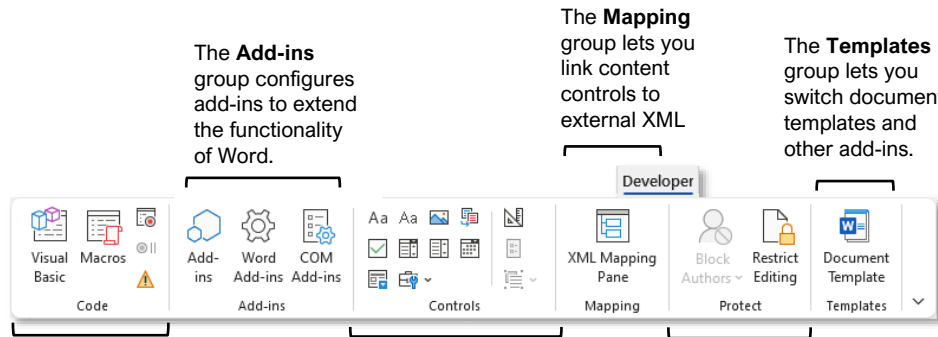 The Mapping
group lets you
link content
controls to
external XML
The Add-ins
group configures
add-ins to extend
the functionality
of Word.
The Templates
group lets you
switch document
templates and
other add-ins.
Developer
Visual
Basic
Macros
Code
Add-
ins
Word
Add-ins
COM
Add-ins
Add-ins
Aa Aa
Controls
XML Mapping
Pane
Mapping
Block
Authors
Restrict
Editing
Protect
W
Document
Template
Templates